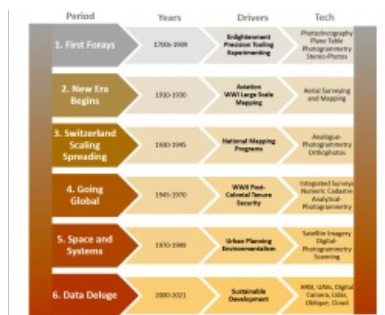 Period Years Drivers Tech
1. First Forays
1700s-1909
Enlightenment
Precision Tooling
Experimenting
Photozincography
Plane Table
Photogrammetry
Stereo-Photos
2. New Era
Begins
1910-1930
Aviation
WWI Large Scale
Mapping
Aerial Surveying
and Mapping
3. Switzerland
Scaling
Spreading
1930-1945
National Mapping
Programs
Analogue-
Photogrammetry
Orthophotos
4. Going
Global
1945-1970
WWII Post-
Colonial Tenure
Security
Integrated Surveys
Numeric Cadastre
Analytical-
Photogrammetry
5. Space and
Systems
1970-1999
Urban Planning
Environmentalism
Satellite Imagery
Digital-
Photogrammetry
Scanning
6. Data Deluge
2000-2021
Sustainable
Development
UAVs, Digital
Camera, Lidar,
Oblique, Cloud